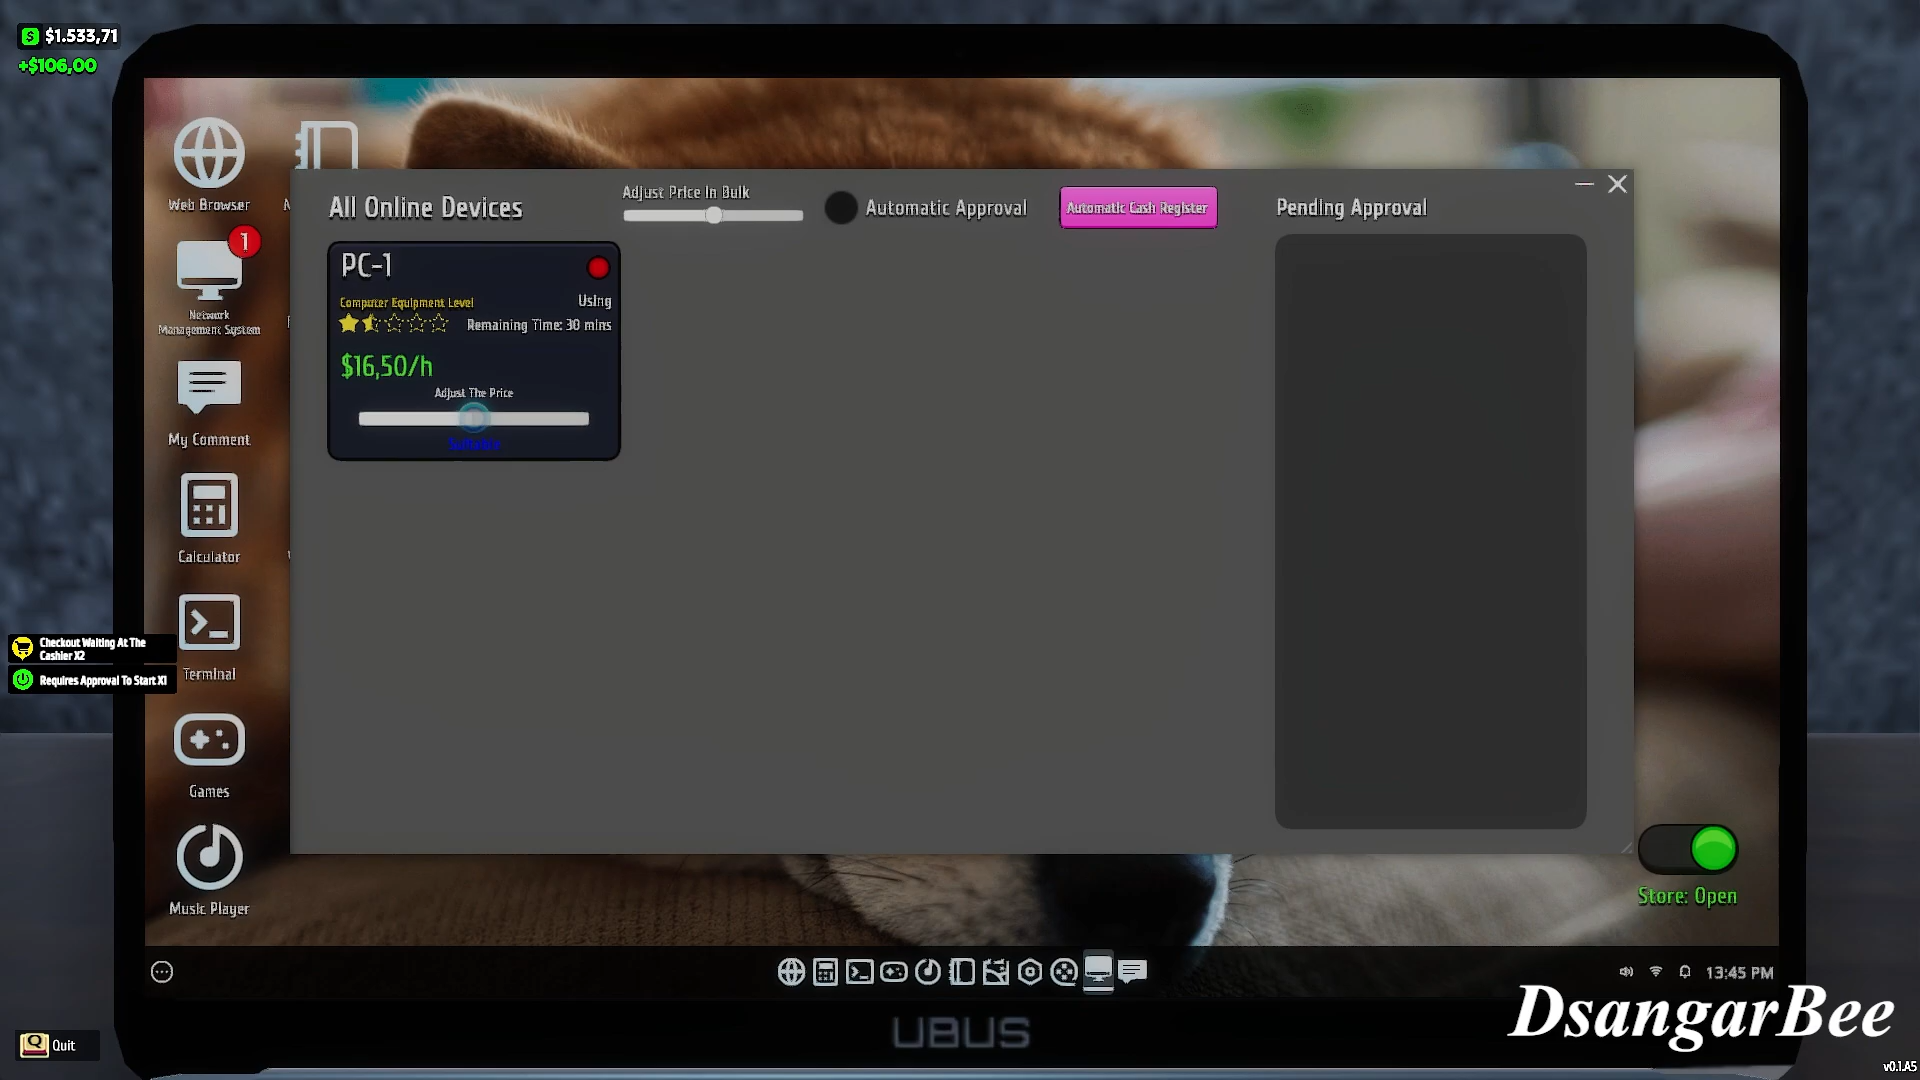 $1.533,71
+$106,00
Web Browser
1
Network
Management System
My Comment
Calculator
Terminal
Games
Music Player
All Online Devices
Adjust Price In Bulk
Automatic Approval
Automatic Cash Register
Pending Approval
PC-1
Computer Equipment Level
Using
Remaining Time: 30 mins
$16,50/h
Adjust The Price
Suitable
Checkout Waiting At The
Cashier X2
Requires Approval To Start X1
Store: Open
13:45 PM
UBUS
DsangarBee
Q Quit
v0.1.A5